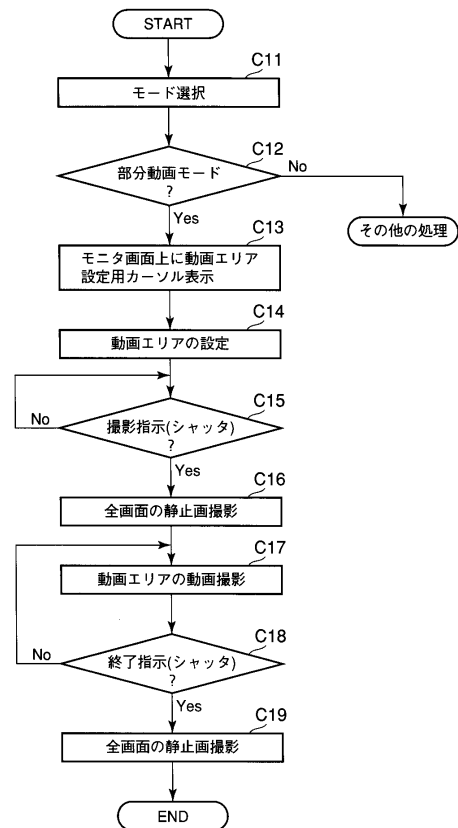 START
C11
モード選択
C12
部分動画モード
?
No
Yes
その他の処理
C13
モニタ画面上に動画エリア
設定用カーソル表示
C14
動画エリアの設定
C15
撮影指示(シャッタ)
?
No
Yes
C16
全画面の静止画撮影
C17
動画エリアの動画撮影
C18
終了指示(シャッタ)
?
No
Yes
C19
全画面の静止画撮影
END